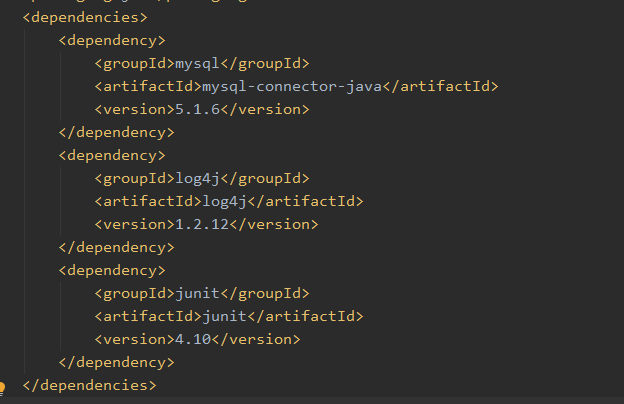 <dependencies>
<dependency>
<groupId>mysql</groupId>
<artifactId>mysql-connector-java</artifactId>
<version>5.1.6</version>
</dependency>
<dependency>
<groupId>log4j</groupId>
<artifactId>log4j</artifactId>
<version>1.2.12</version>
</dependency>
<dependency>
<groupId>junit</groupId>
<artifactId>junit</artifactId>
<version>4.10</version>
</dependency>
</dependencies>